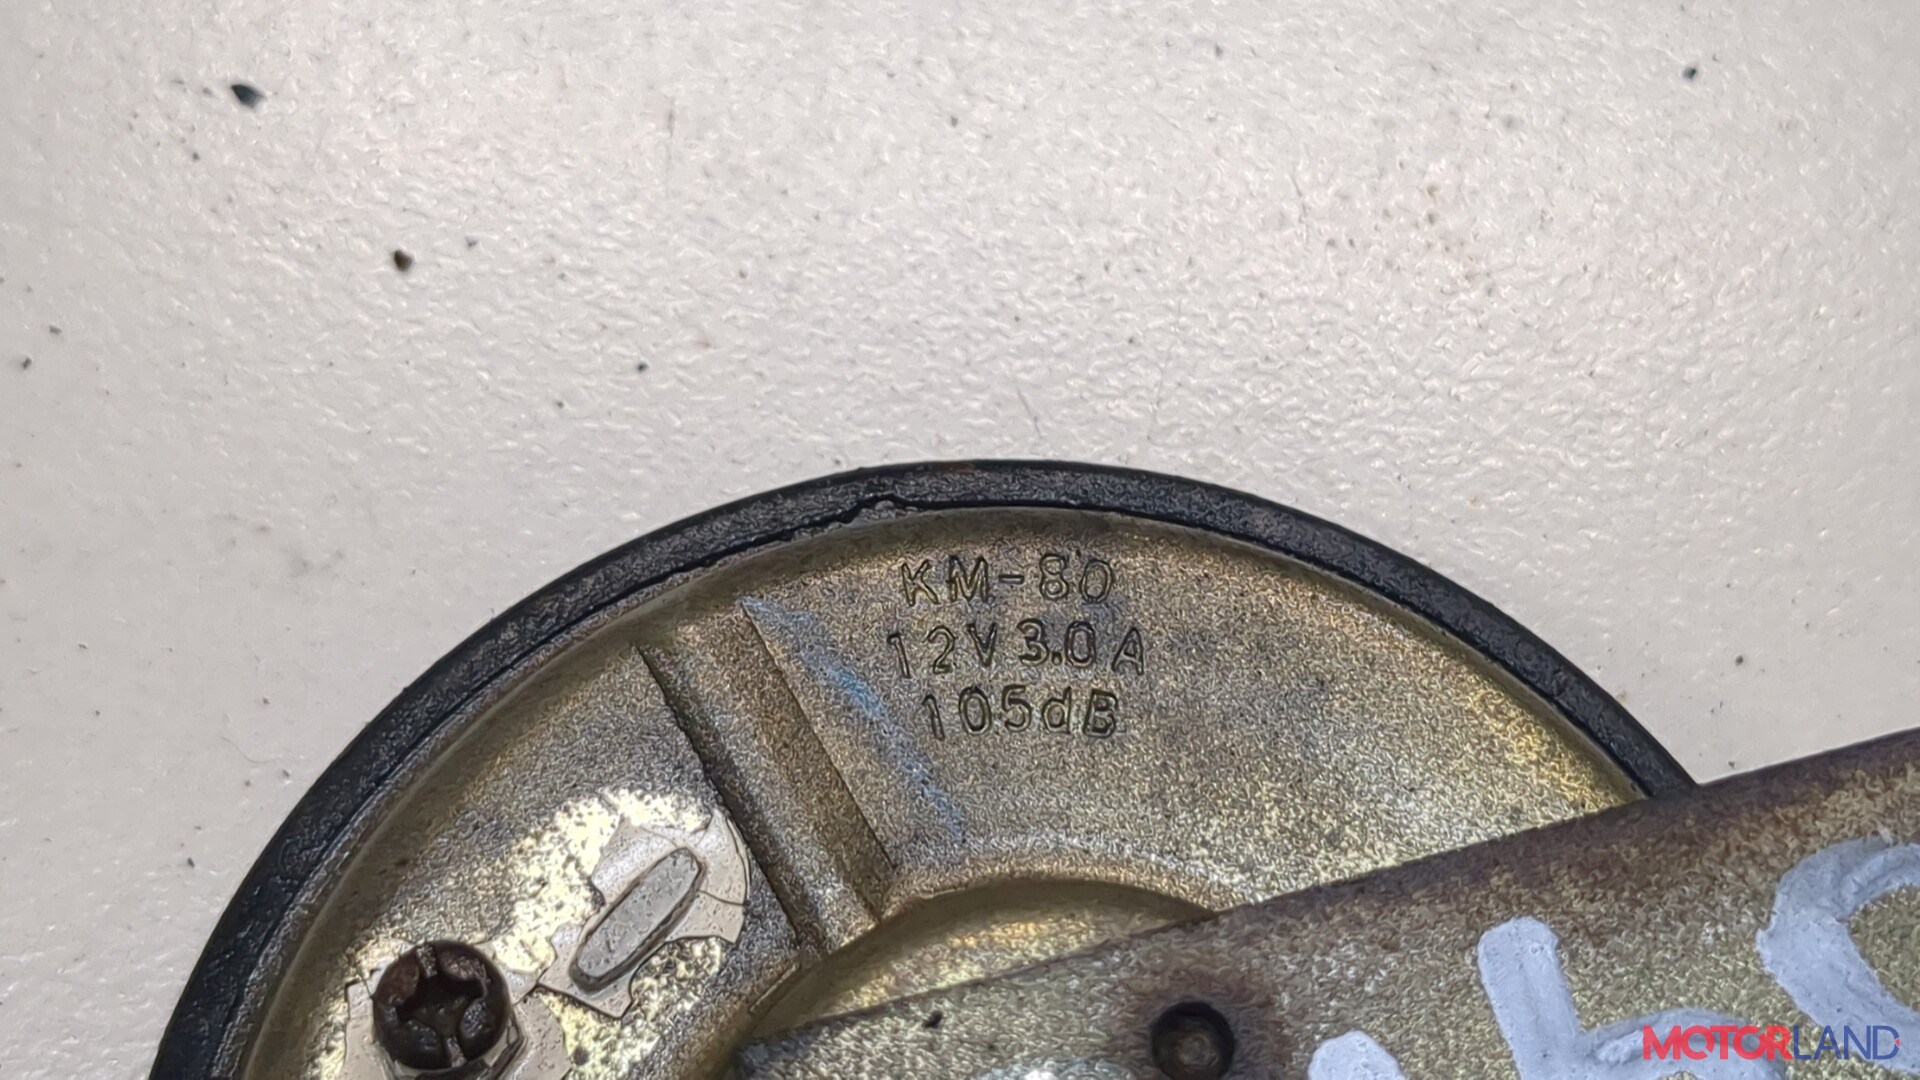 KM-80
12V 3.0A
105dB
MOTORLAND